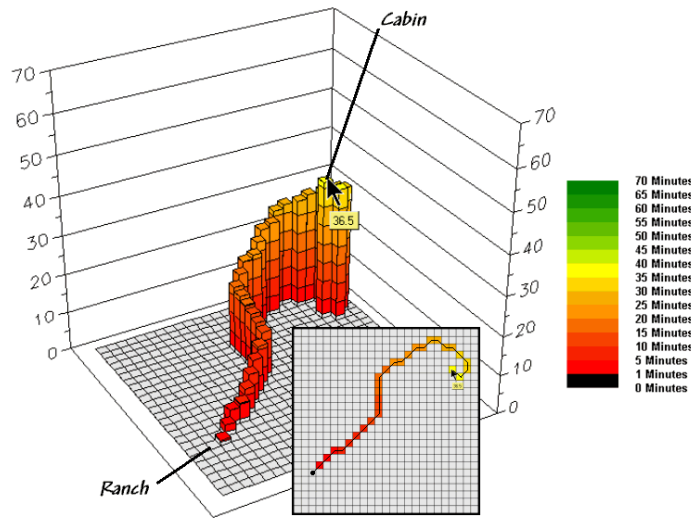 Cabin
70
60
50
40
30
20
10
0
70
60
50
40
30
20
10
0
36.5
70 Minutes
65 Minutes
60 Minutes
55 Minutes
50 Minutes
45 Minutes
40 Minutes
35 Minutes
30 Minutes
25 Minutes
20 Minutes
15 Minutes
10 Minutes
5 Minutes
1 Minutes
0 Minutes
Ranch